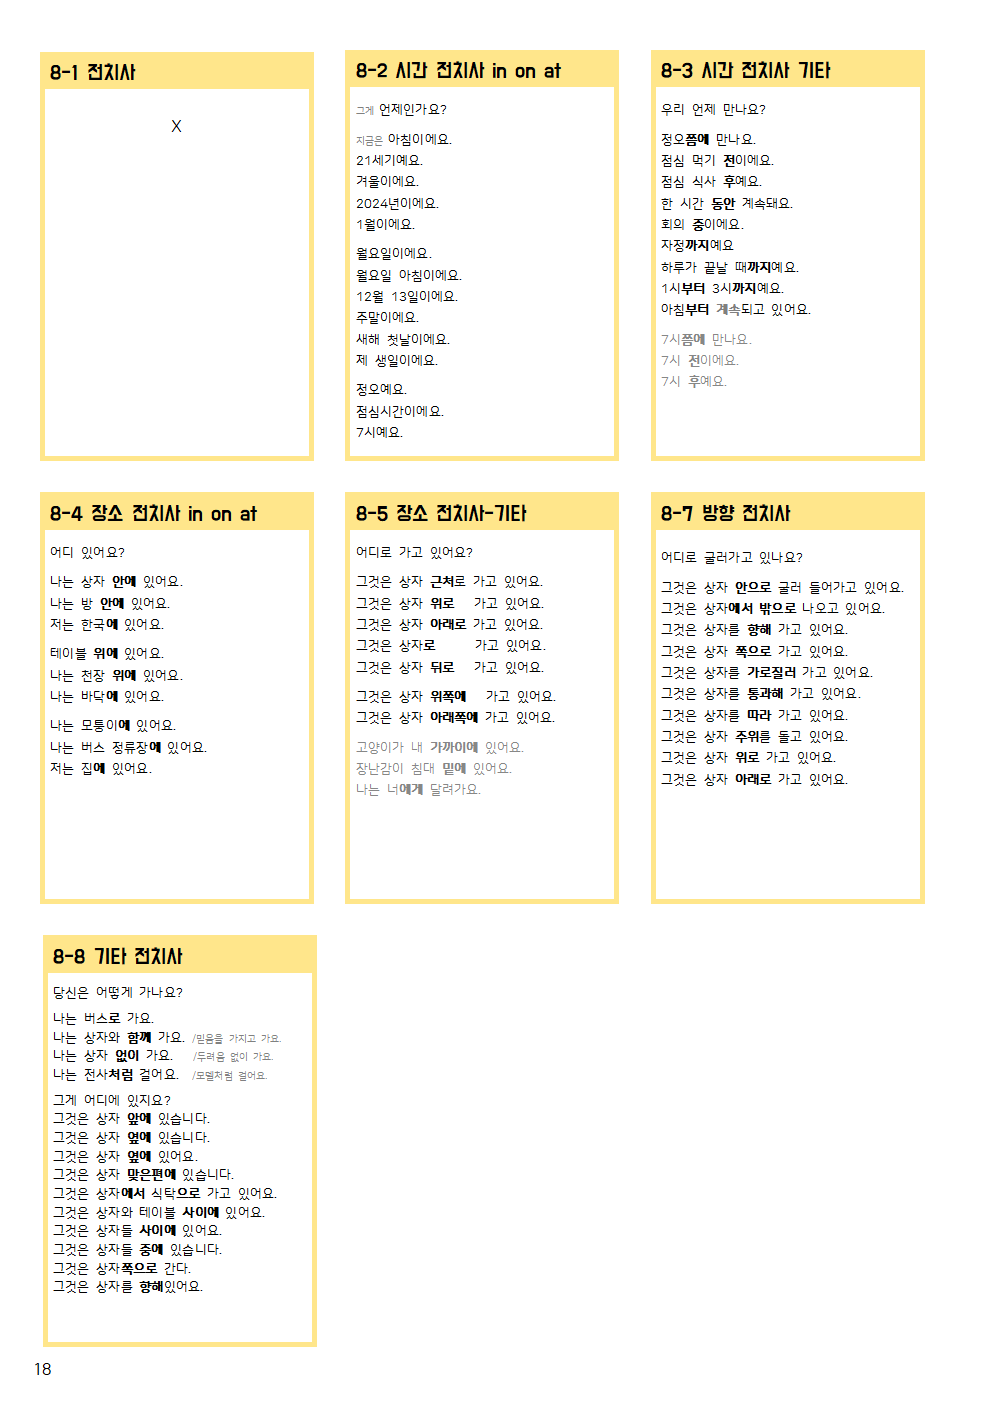 8-1 전치사
X
8-2 시간 전치사 in on at
그게 언제인가요?
지금은 아침이에요.
21세기예요.
겨울이에요.
2024년이에요.
1월이에요.
월요일이에요.
월요일 아침이에요.
12월 13일이에요.
주말이에요.
새해 첫날이에요.
제 생일이에요.
정오예요.
점심시간이에요.
7시예요.
8-3 시간 전치사 기타
우리 언제 만나요?
정오쯤에 만나요.
점심 먹기 전이에요.
점심 식사 후예요.
한 시간 동안 계속돼요.
회의 중이에요.
자정까지예요
하루가 끝날 때까지예요.
1시부터 3시까지예요.
아침부터 계속되고 있어요.
7시쯤에 만나요.
7시 전이에요.
7시 후예요.
8-4 장소 전치사 in on at
어디 있어요?
나는 상자 안에 있어요.
나는 방 안에 있어요.
저는 한국에 있어요.
테이블 위에 있어요.
나는 천장 위에 있어요.
나는 바닥에 있어요.
나는 모퉁이에 있어요.
나는 버스 정류장에 있어요.
저는 집에 있어요.
8-5 장소 전치사-기타
어디로 가고 있어요?
그것은 상자 근처로 가고 있어요.
그것은 상자 위로 가고 있어요.
그것은 상자 아래로 가고 있어요.
그것은 상자로 가고 있어요.
그것은 상자 뒤로 가고 있어요.
그것은 상자 위쪽에 가고 있어요.
그것은 상자 아래쪽에 가고 있어요.
고양이가 내 가까이에 있어요.
장난감이 침대 밑에 있어요.
나는 너에게 달려가요.
8-7 방향 전치사
어디로 굴러가고 있나요?
그것은 상자 안으로 굴러 들어가고 있어요.
그것은 상자에서 밖으로 나오고 있어요.
그것은 상자를 향해 가고 있어요.
그것은 상자 쪽으로 가고 있어요.
그것은 상자를 가로질러 가고 있어요.
그것은 상자를 통과해 가고 있어요.
그것은 상자를 따라 가고 있어요.
그것은 상자 주위를 돌고 있어요.
그것은 상자 위로 가고 있어요.
그것은 상자 아래로 가고 있어요.
8-8 기타 전치사
당신은 어떻게 가나요?
나는 버스로 가요.
나는 상자와 함께 가요. /믿음을 가지고 가요.
나는 상자 없이 가요. /두려움 없이 가요.
나는 전사처럼 걸어요. /모델처럼 걸어요.
그게 어디에 있지요?
그것은 상자 앞에 있습니다.
그것은 상자 옆에 있습니다.
그것은 상자 옆에 있어요.
그것은 상자 맞은편에 있습니다.
그것은 상자에서 식탁으로 가고 있어요.
그것은 상자와 테이블 사이에 있어요.
그것은 상자들 사이에 있어요.
그것은 상자들 중에 있습니다.
그것은 상자쪽으로 간다.
그것은 상자를 향해있어요.
18